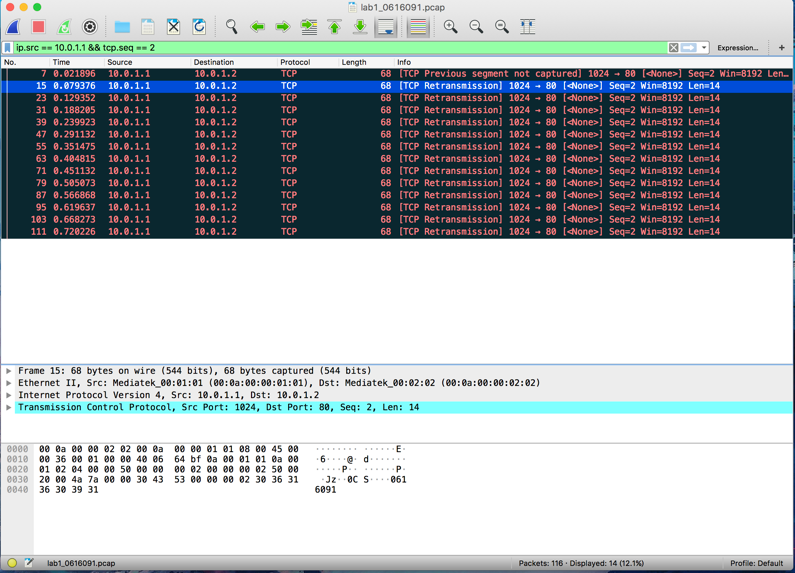 lab1_0616091.pcap
ip.src == 10.0.1.1 && tcp.seq == 2
Expression...
+
No. Time Source Destination Protocol Length Info
7 0.021896 10.0.1.1 10.0.1.2 TCP 68 [TCP Previous segment not captured] 1024 → 80 [<None>] Seq=2 Win=8192 Len…
15 0.079376 10.0.1.1 10.0.1.2 TCP 68 [TCP Retransmission] 1024 → 80 [<None>] Seq=2 Win=8192 Len=14
23 0.129352 10.0.1.1 10.0.1.2 TCP 68 [TCP Retransmission] 1024 → 80 [<None>] Seq=2 Win=8192 Len=14
31 0.188205 10.0.1.1 10.0.1.2 TCP 68 [TCP Retransmission] 1024 → 80 [<None>] Seq=2 Win=8192 Len=14
39 0.239923 10.0.1.1 10.0.1.2 TCP 68 [TCP Retransmission] 1024 → 80 [<None>] Seq=2 Win=8192 Len=14
47 0.291132 10.0.1.1 10.0.1.2 TCP 68 [TCP Retransmission] 1024 → 80 [<None>] Seq=2 Win=8192 Len=14
55 0.351475 10.0.1.1 10.0.1.2 TCP 68 [TCP Retransmission] 1024 → 80 [<None>] Seq=2 Win=8192 Len=14
63 0.404815 10.0.1.1 10.0.1.2 TCP 68 [TCP Retransmission] 1024 → 80 [<None>] Seq=2 Win=8192 Len=14
71 0.451132 10.0.1.1 10.0.1.2 TCP 68 [TCP Retransmission] 1024 → 80 [<None>] Seq=2 Win=8192 Len=14
79 0.505073 10.0.1.1 10.0.1.2 TCP 68 [TCP Retransmission] 1024 → 80 [<None>] Seq=2 Win=8192 Len=14
87 0.566868 10.0.1.1 10.0.1.2 TCP 68 [TCP Retransmission] 1024 → 80 [<None>] Seq=2 Win=8192 Len=14
95 0.619637 10.0.1.1 10.0.1.2 TCP 68 [TCP Retransmission] 1024 → 80 [<None>] Seq=2 Win=8192 Len=14
103 0.668273 10.0.1.1 10.0.1.2 TCP 68 [TCP Retransmission] 1024 → 80 [<None>] Seq=2 Win=8192 Len=14
111 0.720226 10.0.1.1 10.0.1.2 TCP 68 [TCP Retransmission] 1024 → 80 [<None>] Seq=2 Win=8192 Len=14
Frame 15: 68 bytes on wire (544 bits), 68 bytes captured (544 bits)
Ethernet II, Src: Mediatek_00:01:01 (00:0a:00:00:01:01), Dst: Mediatek_00:02:02 (00:0a:00:00:02:02)
Internet Protocol Version 4, Src: 10.0.1.1, Dst: 10.0.1.2
Transmission Control Protocol, Src Port: 1024, Dst Port: 80, Seq: 2, Len: 14
0000 00 0a 00 00 02 02 00 0a 00 00 01 01 08 00 45 00 ········ ······E·
0010 00 36 00 01 00 00 40 06 64 bf 0a 00 01 01 0a 00 ·6····@· d·······
0020 01 02 04 00 00 50 00 00 00 02 00 00 00 02 50 00 ·····P·· ······P·
0030 20 00 4a 7a 00 00 30 43 53 00 00 00 02 30 36 31 ·Jz··0C S····061
0040 36 30 39 31 6091
lab1_0616091.pcap
Packets: 116 · Displayed: 14 (12.1%)
Profile: Default